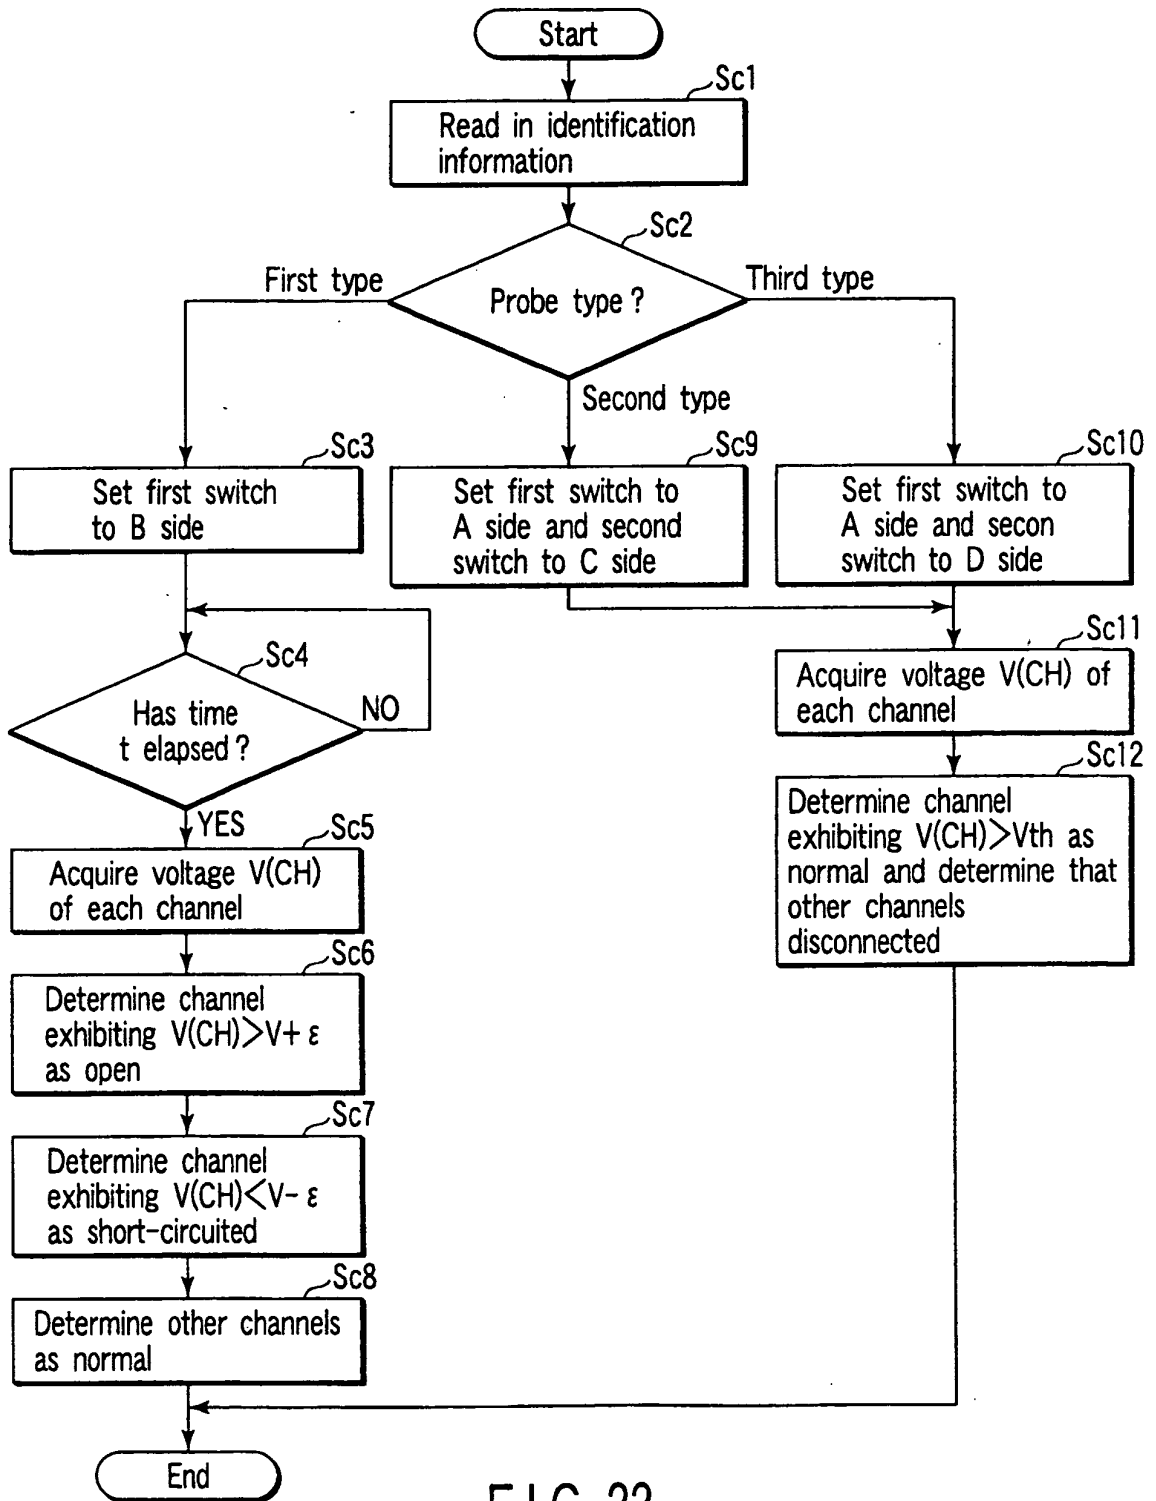 Start
Sc1
Read in identification
information
Sc2
First type
Probe type?
Third type
Second type
Sc3
Set first switch
to B side
Sc9
Set first switch to
A side and second
switch to C side
Sc10
Set first switch to
A side and secon
switch to D side
Sc4
Has time
t elapsed?
NO
YES
Sc11
Acquire voltage V(CH) of
each channel
Sc12
Determine channel
exhibiting V(CH)>Vth as
normal and determine that
other channels
disconnected
Sc5
Acquire voltage V(CH)
of each channel
Sc6
Determine channel
exhibiting V(CH)>V+ ε
as open
Sc7
Determine channel
exhibiting V(CH)<V- ε
as short-circuited
Sc8
Determine other channels
as normal
End